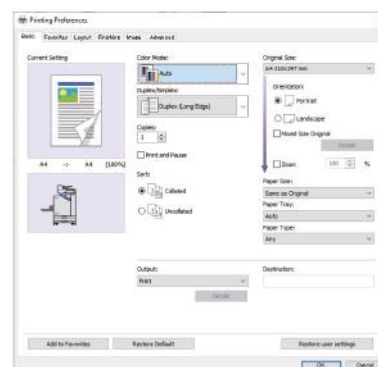 Printing Preferences
Basic Favorites Layout Finishing Image Advanced
Current Setting
A4 -> A4 (100%)
Color Mode:
Auto
Duplex/Simplex:
Duplex (Long Edge)
Copies:
1
Print and Pause
Sort:
Collated
Uncollated
Output:
Print
Details
Original Size:
A4 210x297 mm
Orientation:
Portrait
Landscape
Mixed Size Original
Details
Zoom 100 %
Paper Size:
Same as Original
Paper Tray:
Auto
Paper Type:
Any
Destination:
Add to Favorites
Restore Default
Restore user settings
OK
Cancel